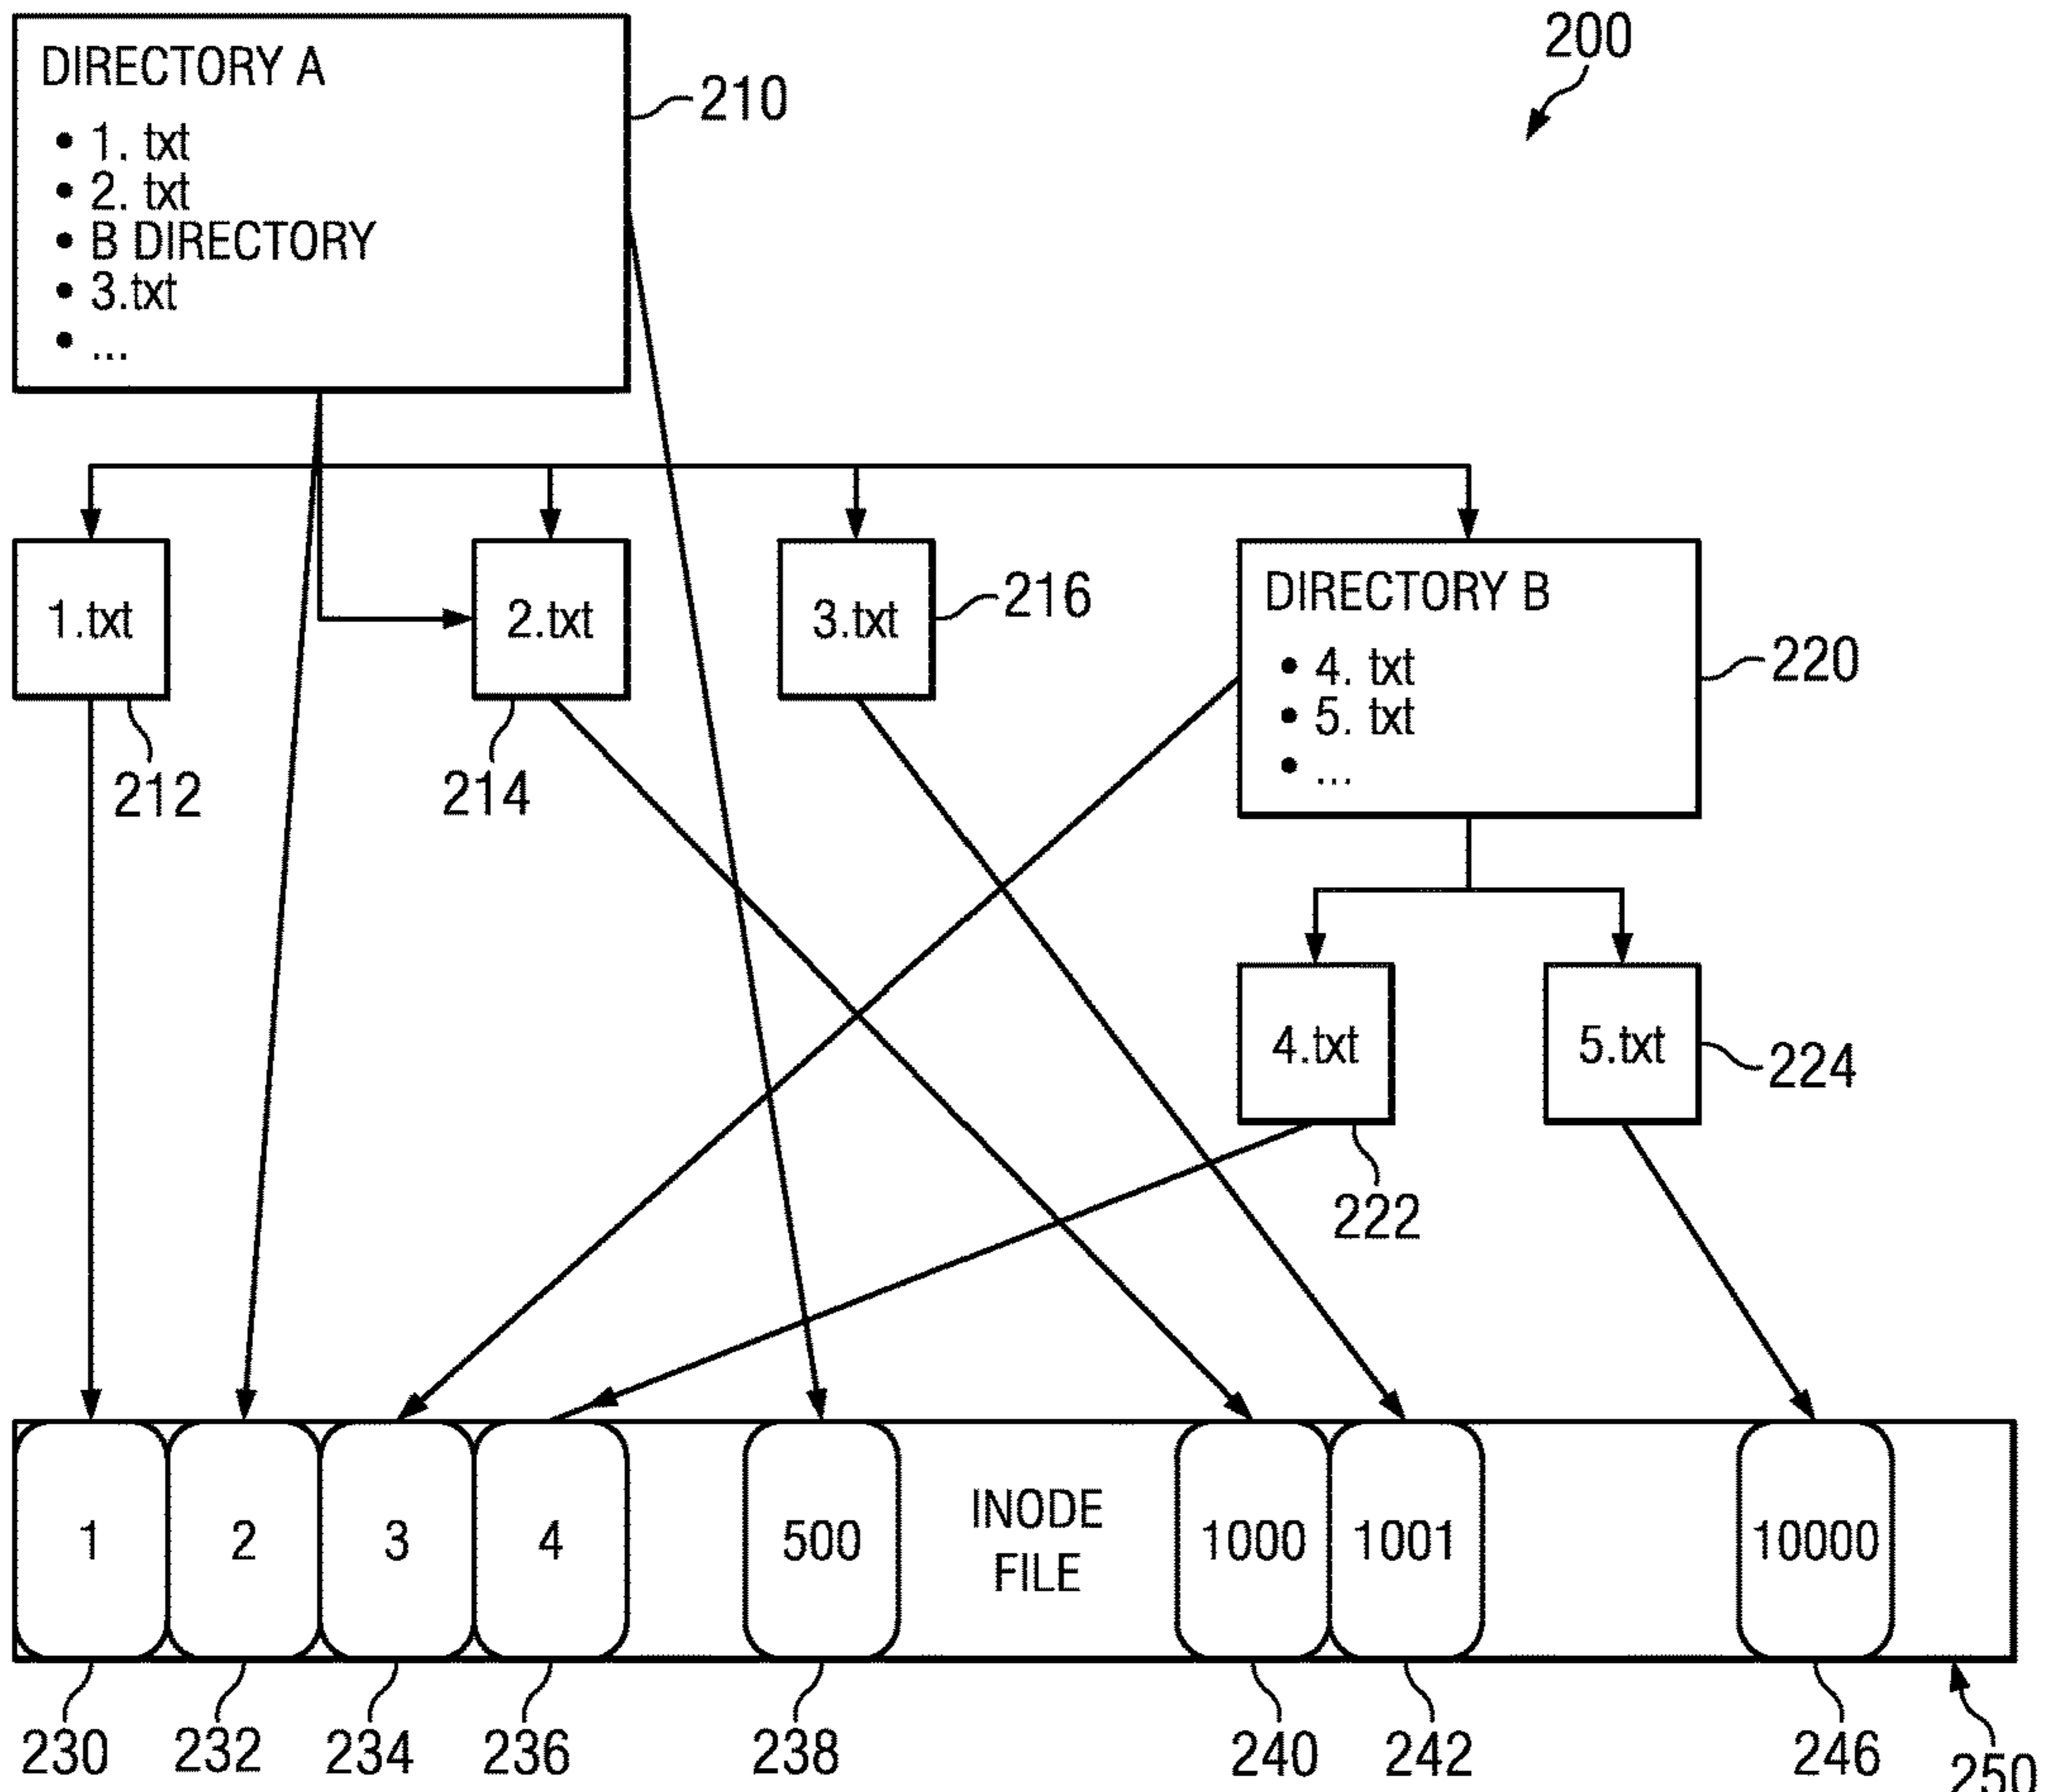 200
DIRECTORY A
• 1. txt
• 2. txt
• B DIRECTORY
• 3.txt
• ...
210
1.txt
2.txt
3.txt
216
DIRECTORY B
• 4. txt
• 5. txt
• ...
220
212
214
4.txt
5.txt
224
222
1
2
3
4
500
INODE
FILE
1000
1001
10000
230
232
234
236
238
240
242
246
250